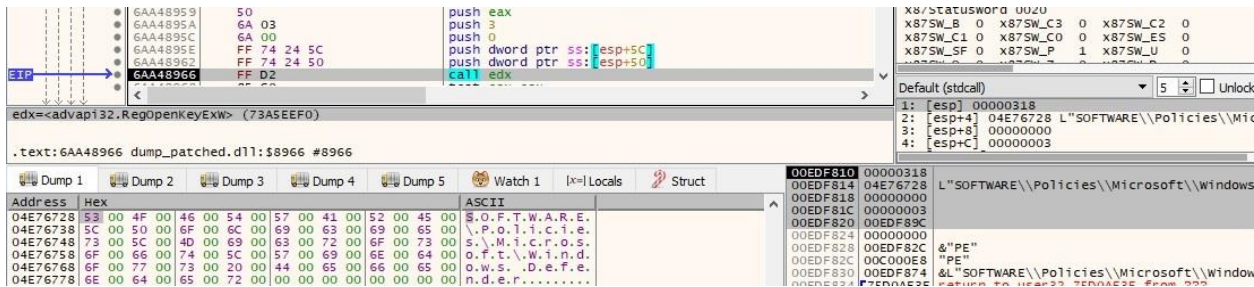 6AA48959 50 push eax
6AA4895A 6A 03 push 3
6AA4895C 6A 00 push 0
6AA4895E FF 74 24 5C push dword ptr ss:[esp+5C]
6AA48962 FF 74 24 50 push dword ptr ss:[esp+50]
EIP 6AA48966 FF D2 call edx
edx=<advapi32.RegOpenKeyExW> (73A5EEF0)
.text:6AA48966 dump_patched.dll:$8966 #8966
x87StatusWord 0020
x87SW_B 0 x87SW_C3 0 x87SW_C2 0
x87SW_C1 0 x87SW_C0 0 x87SW_ES 0
x87SW_SF 0 x87SW_P 1 x87SW_U 0
Default (stdcall) 5 Unlock
1: [esp] 00000318
2: [esp+4] 04E76728 L"SOFTWARE\\Policies\\Mic
3: [esp+8] 00000000
4: [esp+C] 00000003
Dump 1 Dump 2 Dump 3 Dump 4 Dump 5 Watch 1 [x=] Locals Struct
Address Hex ASCII
04E76728 53 00 4F 00 46 00 54 00 57 00 41 00 52 00 45 00 S.O.F.T.W.A.R.E.
04E76738 5C 00 50 00 6F 00 6C 00 69 00 63 00 69 00 65 00 \.P.o.l.i.c.i.e.
04E76748 73 00 5C 00 4D 00 69 00 63 00 72 00 6F 00 73 00 s.\.M.i.c.r.o.s.
04E76758 6F 00 66 00 74 00 5C 00 57 00 69 00 6E 00 64 00 o.f.t.\.W.i.n.d.
04E76768 6F 00 77 00 73 00 20 00 44 00 65 00 66 00 65 00 o.w.s. .D.e.f.e.
04E76778 6E 00 64 00 65 00 72 00 00 00 00 00 00 00 00 00 n.d.e.r.........
00EDF810 00000318
00EDF814 04E76728 L"SOFTWARE\\Policies\\Microsoft\\Windows
00EDF818 00000000
00EDF81C 00000003
00EDF820 00EDF89C
00EDF824 00000000
00EDF828 00EDF82C &"PE"
00EDF82C 00C000E8 "PE"
00EDF830 00EDF874 &L"SOFTWARE\\Policies\\Microsoft\\Window